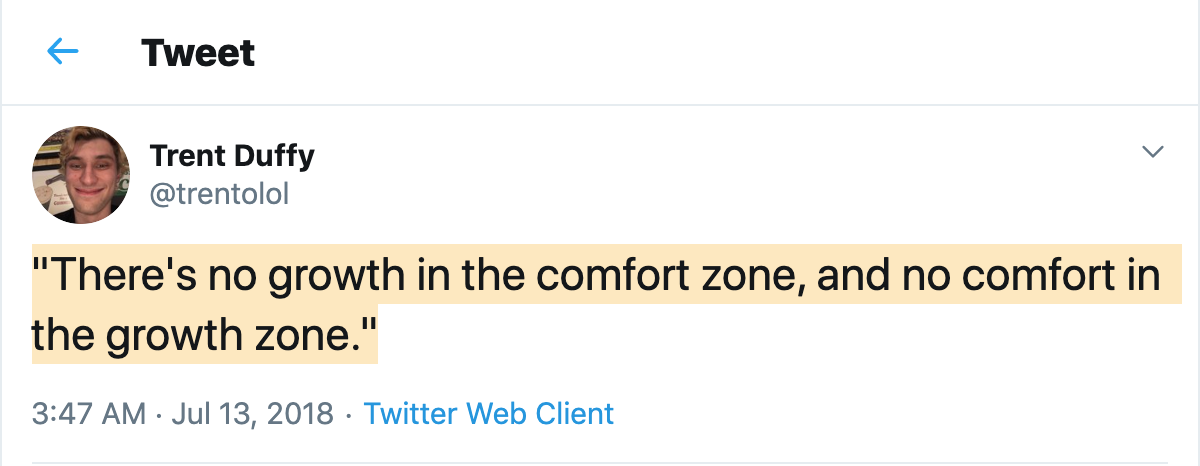 Tweet
Trent Duffy
@trentolol
"There's no growth in the comfort zone, and no comfort in
the growth zone."
3:47 AM · Jul 13, 2018 · Twitter Web Client